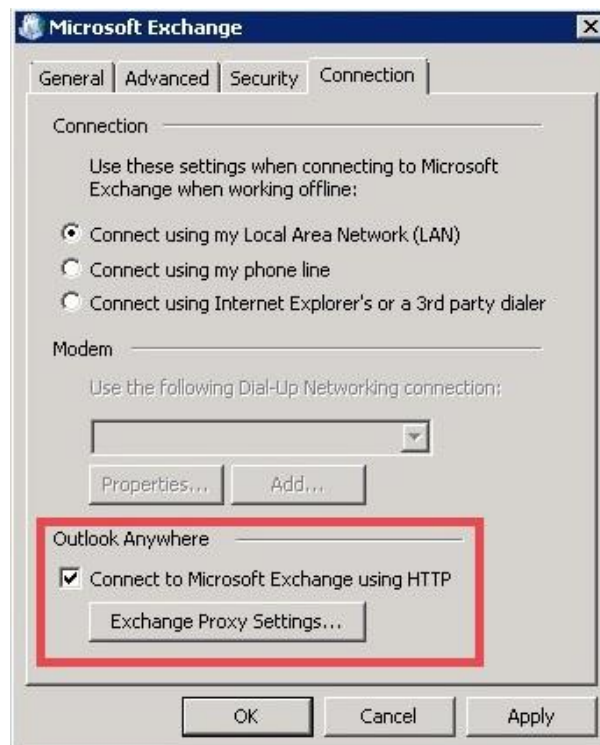 Microsoft Exchange
General Advanced Security Connection
Connection
Use these settings when connecting to Microsoft
Exchange when working offline:
Connect using my Local Area Network (LAN)
Connect using my phone line
Connect using Internet Explorer's or a 3rd party dialer
Modem
Use the following Dial-Up Networking connection:
Properties... Add...
Outlook Anywhere
Connect to Microsoft Exchange using HTTP
Exchange Proxy Settings...
OK Cancel Apply